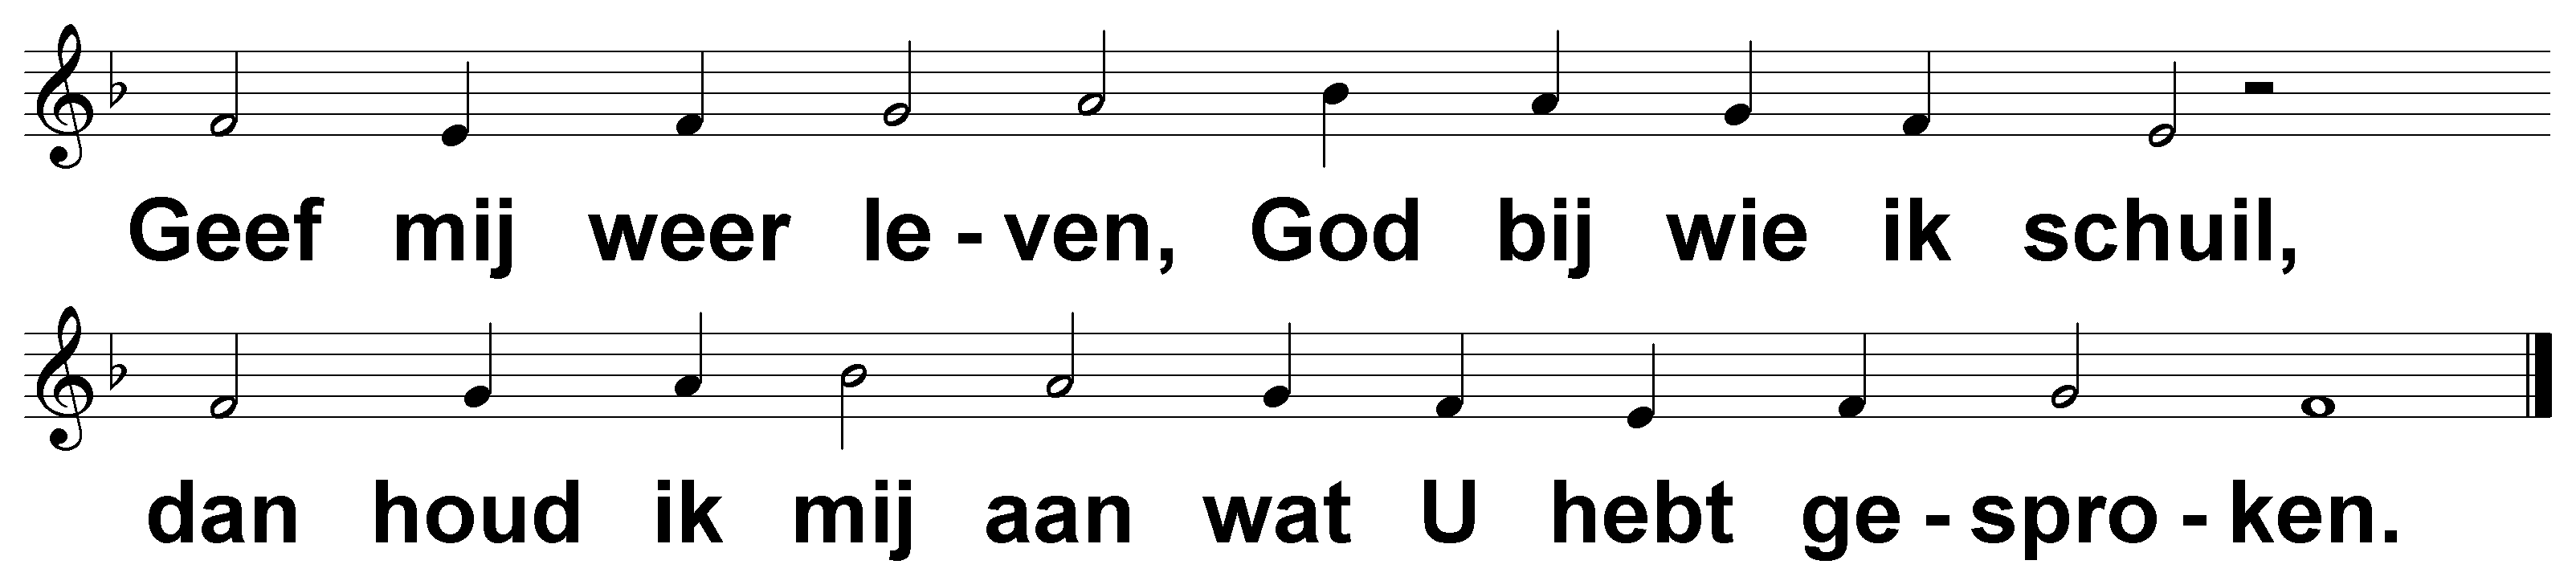 Geef mij weer le - ven, God bij wie ik schuil,
dan houd ik mij aan wat U hebt ge - spro - ken.